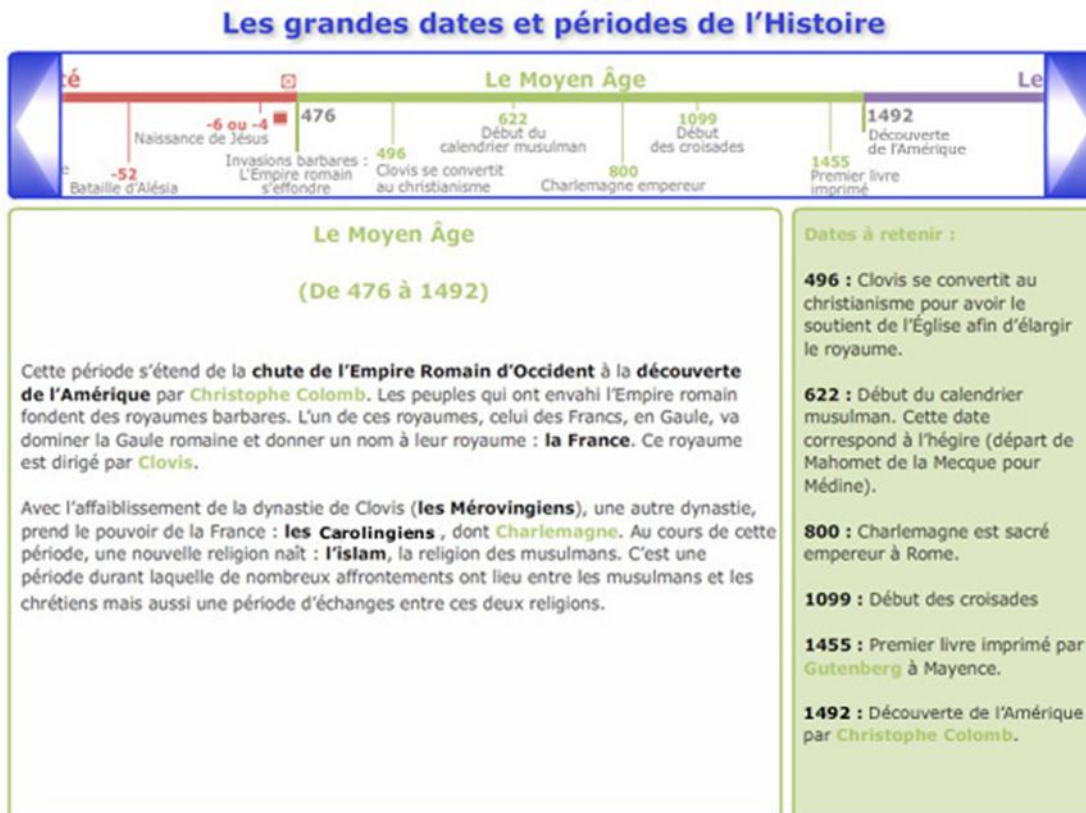 Les grandes dates et périodes de l'Histoire
té
Le Moyen Âge
Le
-6 ou -4
Naissance de Jésus
476
622
Début du
calendrier musulman
1099
Début
des croisades
1492
Découverte
de l'Amérique
e
-52
Bataille d'Alésia
Invasions barbares :
L'Empire romain
s'effondre
496
Clovis se convertit
au christianisme
800
Charlemagne empereur
1455
Premier livre
imprimé
Le Moyen Âge
(De 476 à 1492)
Cette période s'étend de la chute de l'Empire Romain d'Occident à la découverte
de l'Amérique par Christophe Colomb. Les peuples qui ont envahi l'Empire romain
fondent des royaumes barbares. L'un de ces royaumes, celui des Francs, en Gaule, va
dominer la Gaule romaine et donner un nom à leur royaume : la France. Ce royaume
est dirigé par Clovis.
Avec l'affaiblissement de la dynastie de Clovis (les Mérovingiens), une autre dynastie,
prend le pouvoir de la France : les Carolingiens , dont Charlemagne. Au cours de cette
période, une nouvelle religion naît : l'islam, la religion des musulmans. C'est une
période durant laquelle de nombreux affrontements ont lieu entre les musulmans et les
chrétiens mais aussi une période d'échanges entre ces deux religions.
Dates à retenir :
496 : Clovis se convertit au
christianisme pour avoir le
soutient de l'Église afin d'élargir
le royaume.
622 : Début du calendrier
musulman. Cette date
correspond à l'hégire (départ de
Mahomet de la Mecque pour
Médine).
800 : Charlemagne est sacré
empereur à Rome.
1099 : Début des croisades
1455 : Premier livre imprimé par
Gutenberg à Mayence.
1492 : Découverte de l'Amérique
par Christophe Colomb.